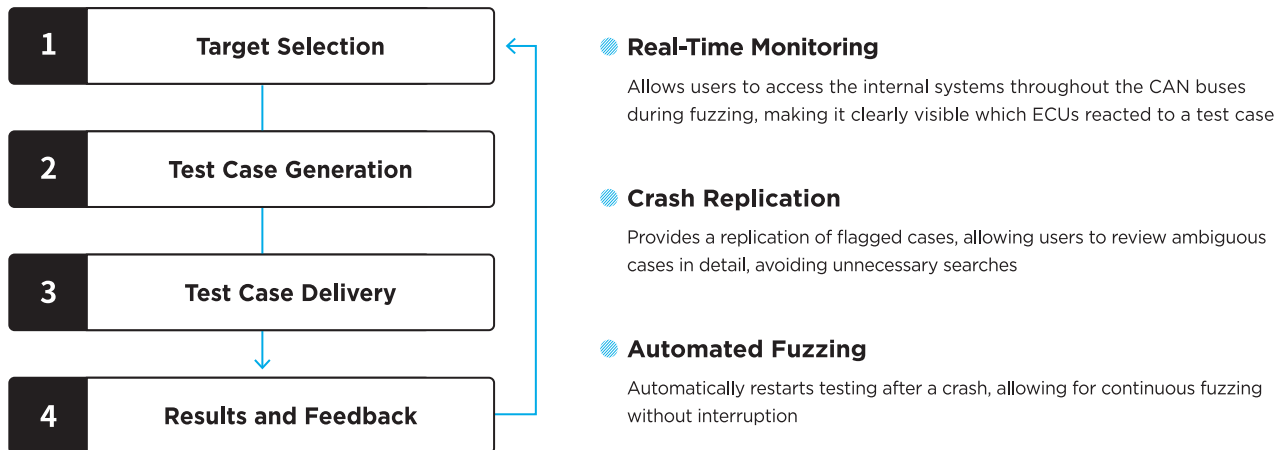 1
Target Selection
2
Test Case Generation
3
Test Case Delivery
4
Results and Feedback
Real-Time Monitoring
Allows users to access the internal systems throughout the CAN buses
during fuzzing, making it clearly visible which ECUs reacted to a test case
Crash Replication
Provides a replication of flagged cases, allowing users to review ambiguous
cases in detail, avoiding unnecessary searches
Automated Fuzzing
Automatically restarts testing after a crash, allowing for continuous fuzzing
without interruption